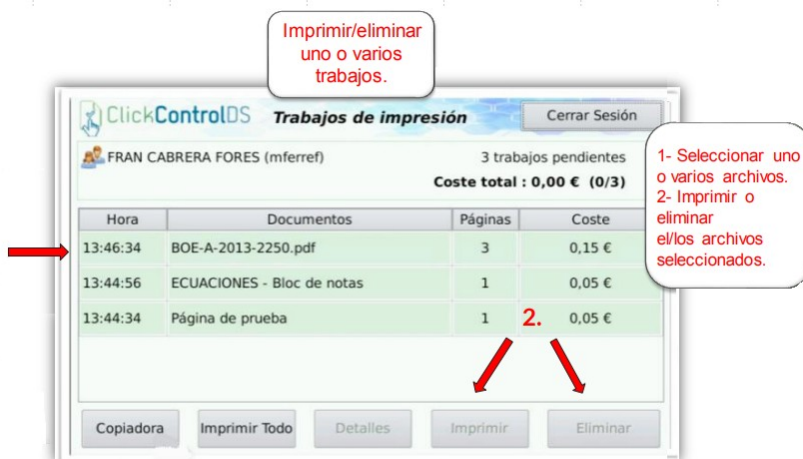 Imprimir/eliminar
uno o varios
trabajos.
ClickControlDS Trabajos de impresión Cerrar Sesión
FRAN CABRERA FORES (mferref) 3 trabajos pendientes
Coste total : 0,00 € (0/3)
1- Seleccionar uno
o varios archivos.
2- Imprimir o
eliminar
el/los archivos
seleccionados.
Hora Documentos Páginas Coste
13:46:34 BOE-A-2013-2250.pdf 3 0,15 €
13:44:56 ECUACIONES - Bloc de notas 1 0,05 €
13:44:34 Página de prueba 1 2. 0,05 €
Copiadora Imprimir Todo Detalles Imprimir Eliminar